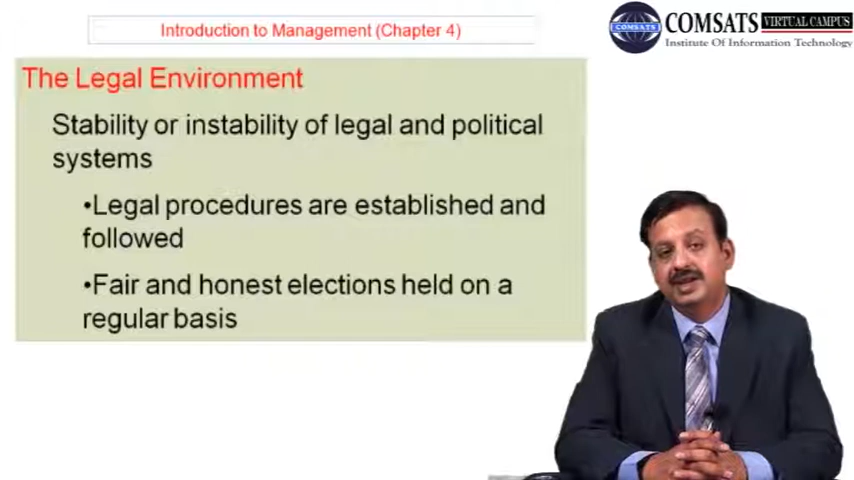 Introduction to Management (Chapter 4)
COMSATS VIRTUAL CAMPUS
Institute Of Information Technology
COMSATS
The Legal Environment
Stability or instability of legal and political
systems
•Legal procedures are established and
followed
•Fair and honest elections held on a
regular basis